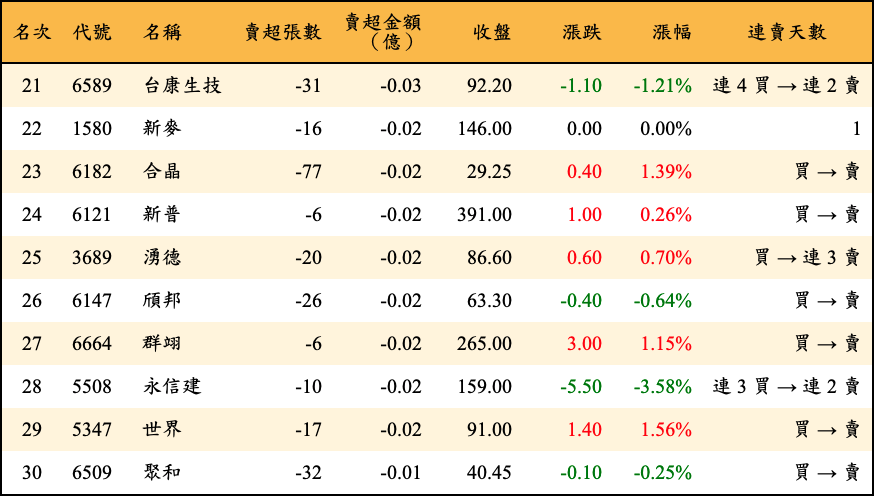 名次 代號 名稱 賣超張數 賣超金額（億） 收盤 漲跌 漲幅 連賣天數
21 6589 台康生技 -31 -0.03 92.20 -1.10 -1.21% 連 4 買 → 連 2 賣
22 1580 新麥 -16 -0.02 146.00 0.00 0.00% 1
23 6182 合晶 -77 -0.02 29.25 0.40 1.39% 買 → 賣
24 6121 新普 -6 -0.02 391.00 1.00 0.26% 買 → 賣
25 3689 湧德 -20 -0.02 86.60 0.60 0.70% 買 → 連 3 賣
26 6147 頎邦 -26 -0.02 63.30 -0.40 -0.64% 買 → 賣
27 6664 群翊 -6 -0.02 265.00 3.00 1.15% 買 → 賣
28 5508 永信建 -10 -0.02 159.00 -5.50 -3.58% 連 3 買 → 連 2 賣
29 5347 世界 -17 -0.02 91.00 1.40 1.56% 買 → 賣
30 6509 聚和 -32 -0.01 40.45 -0.10 -0.25% 買 → 賣